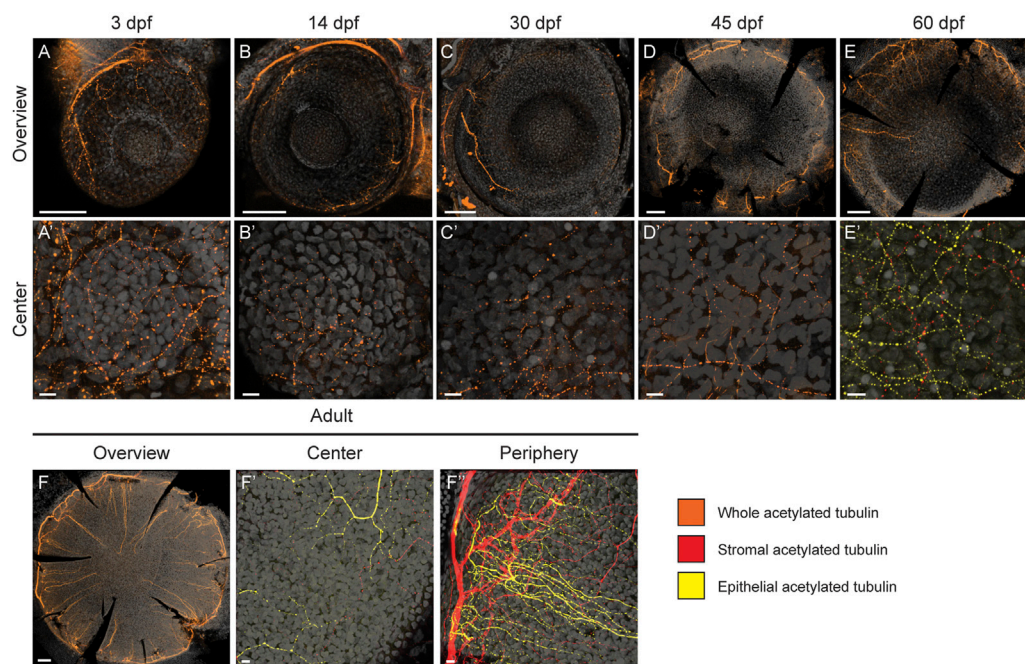 3 dpf 14 dpf 30 dpf 45 dpf 60 dpf
Overview
A B C D E
Center
A' B' C' D' E'
Adult
Overview Center Periphery
F F' F"
Whole acetylated tubulin
Stromal acetylated tubulin
Epithelial acetylated tubulin